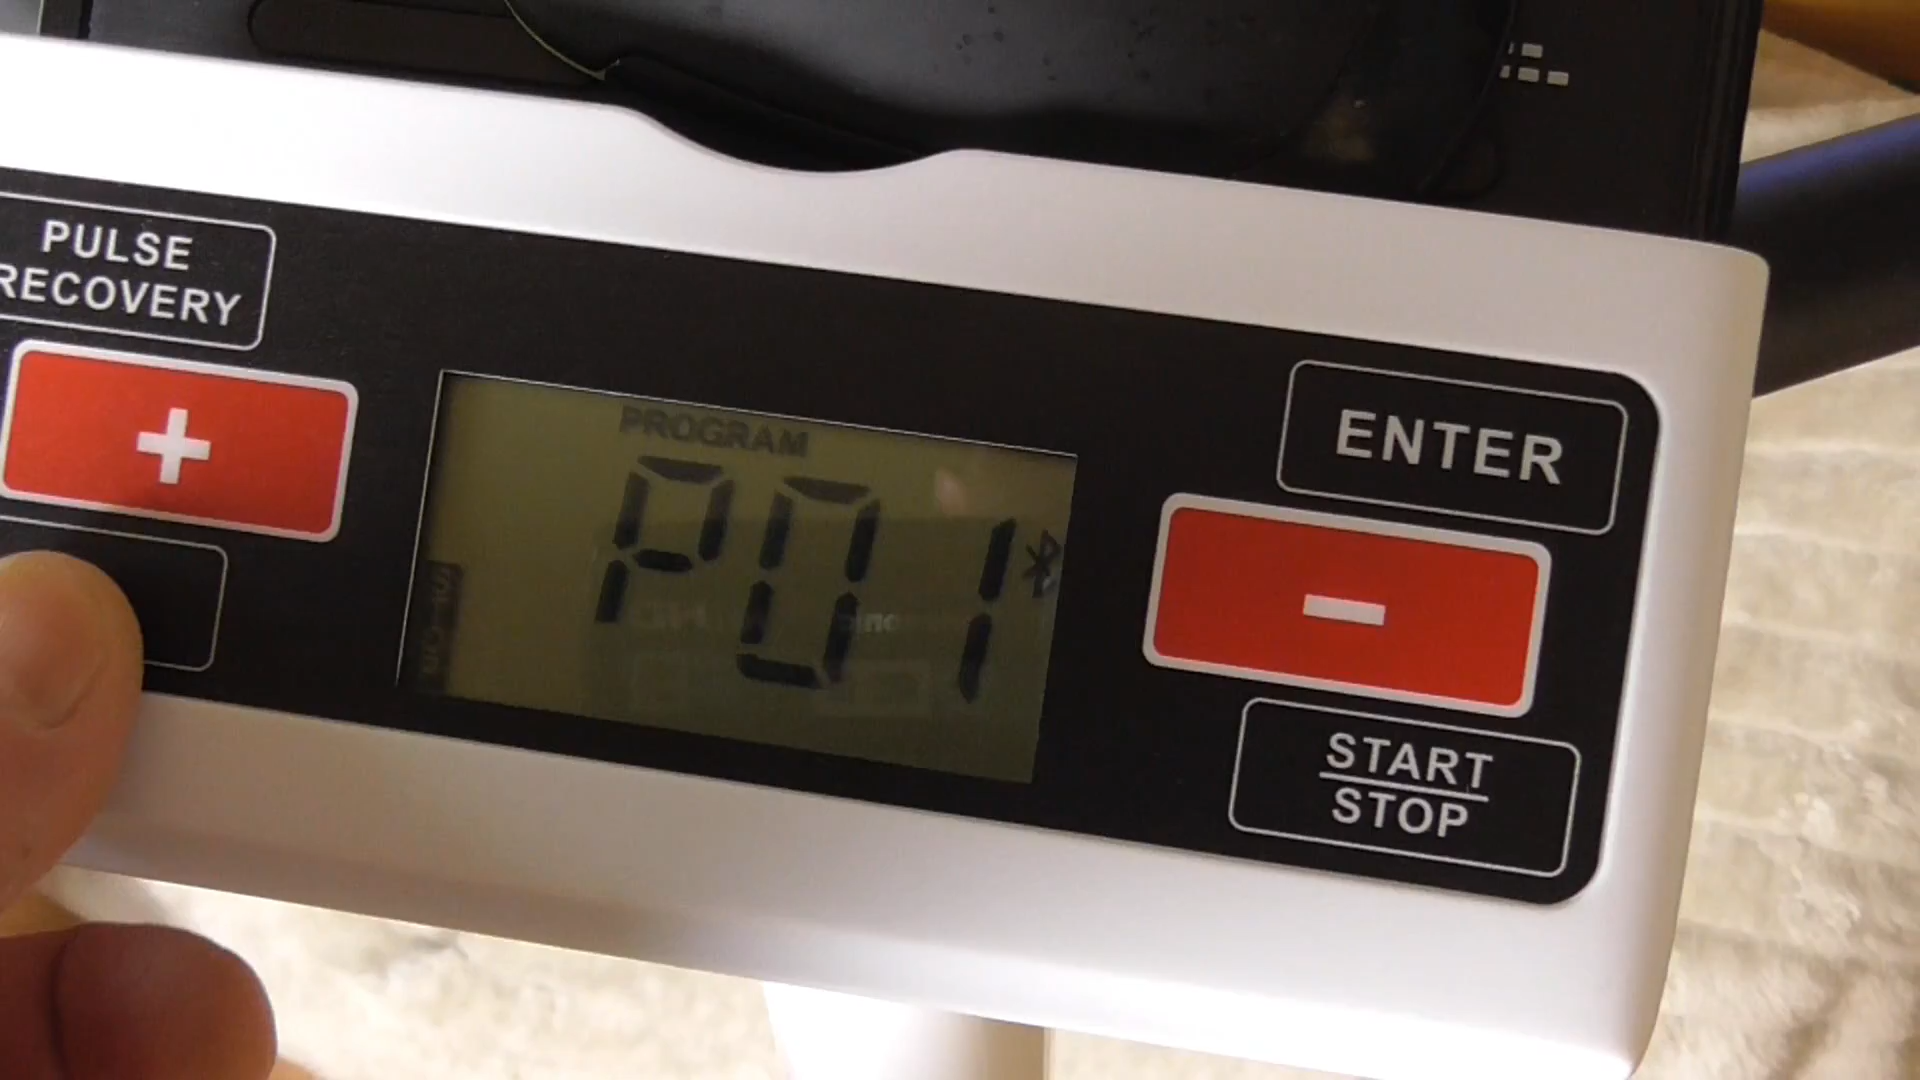 PULSE
RECOVERY
+
PROGRAM
P01
ENTER
-
START
STOP